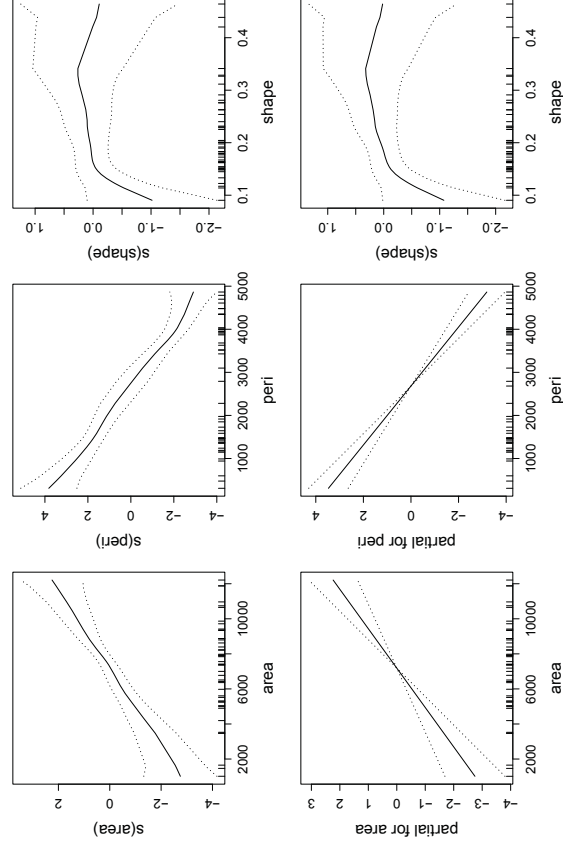 s(area)
-4 -2 0 2
2000 6000 10000
area
s(peri)
-4 -2 0 2 4
1000 2000 3000 4000 5000
peri
s(shape)
-2.0 -1.0 0.0 1.0
0.1 0.2 0.3 0.4
shape
partial for area
-4 -3 -2 -1 0 1 2 3
2000 6000 10000
area
partial for peri
-4 -2 0 2 4
1000 2000 3000 4000 5000
peri
s(shape)
-2.0 -1.0 0.0 1.0
0.1 0.2 0.3 0.4
shape